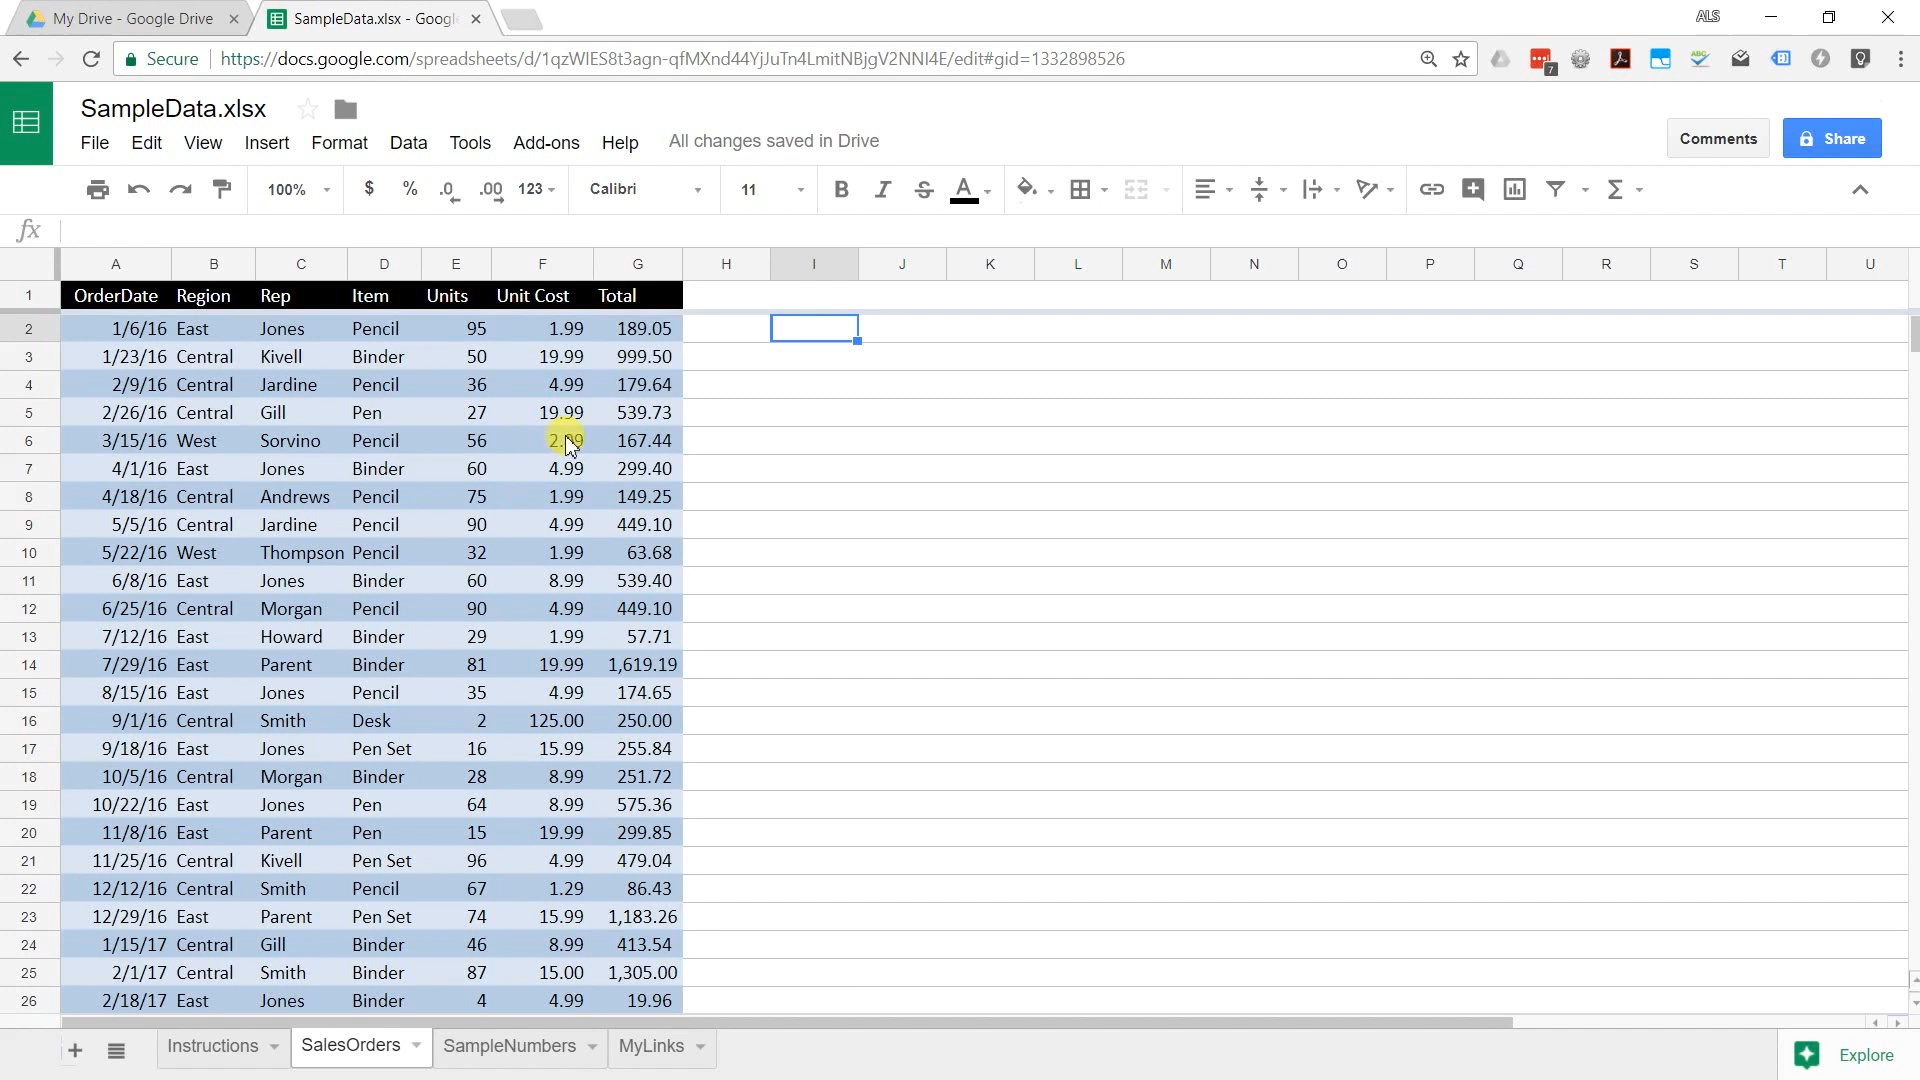 My Drive - Google Drive
SampleData.xlsx - Googl
ALS
Secure
https://docs.google.com/spreadsheets/d/1qzWIES8t3agn-qfMXnd44YjJuTn4LmitNBjgV2NNI4E/edit#gid=1332898526
7
SampleData.xlsx
File Edit View Insert Format Data Tools Add-ons Help All changes saved in Drive
Comments
Share
100% $ % .0 .00 123 Calibri 11 B I S A Σ
fx
A B C D E F G H I J K L M N O P Q R S T U
1 OrderDate Region Rep Item Units Unit Cost Total
2 1/6/16 East Jones Pencil 95 1.99 189.05
3 1/23/16 Central Kivell Binder 50 19.99 999.50
4 2/9/16 Central Jardine Pencil 36 4.99 179.64
5 2/26/16 Central Gill Pen 27 19.99 539.73
6 3/15/16 West Sorvino Pencil 56 2.99 167.44
7 4/1/16 East Jones Binder 60 4.99 299.40
8 4/18/16 Central Andrews Pencil 75 1.99 149.25
9 5/5/16 Central Jardine Pencil 90 4.99 449.10
10 5/22/16 West Thompson Pencil 32 1.99 63.68
11 6/8/16 East Jones Binder 60 8.99 539.40
12 6/25/16 Central Morgan Pencil 90 4.99 449.10
13 7/12/16 East Howard Binder 29 1.99 57.71
14 7/29/16 East Parent Binder 81 19.99 1,619.19
15 8/15/16 East Jones Pencil 35 4.99 174.65
16 9/1/16 Central Smith Desk 2 125.00 250.00
17 9/18/16 East Jones Pen Set 16 15.99 255.84
18 10/5/16 Central Morgan Binder 28 8.99 251.72
19 10/22/16 East Jones Pen 64 8.99 575.36
20 11/8/16 East Parent Pen 15 19.99 299.85
21 11/25/16 Central Kivell Pen Set 96 4.99 479.04
22 12/12/16 Central Smith Pencil 67 1.29 86.43
23 12/29/16 East Parent Pen Set 74 15.99 1,183.26
24 1/15/17 Central Gill Binder 46 8.99 413.54
25 2/1/17 Central Smith Binder 87 15.00 1,305.00
26 2/18/17 East Jones Binder 4 4.99 19.96
Instructions SalesOrders SampleNumbers MyLinks
Explore